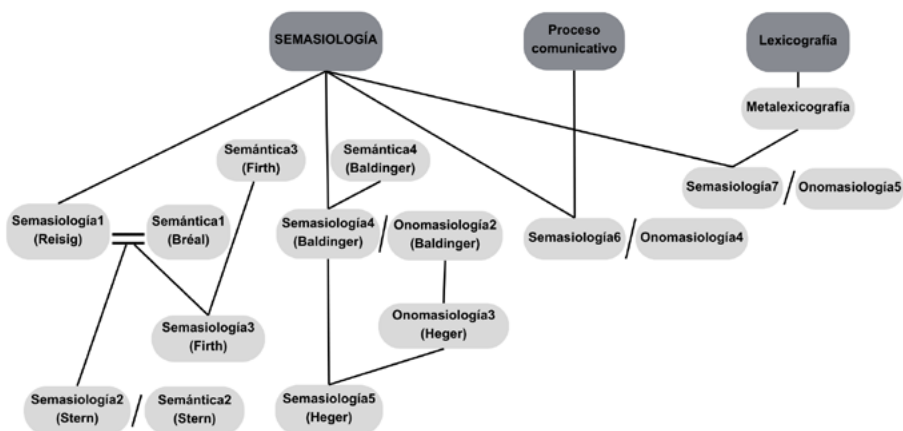 SEMASIOLOGÍA
Proceso
comunicativo
Lexicografía
Metalexicografía
Semántica3
(Firth)
Semántica4
(Baldinger)
Semasiología7 / Onomasiología5
Semasiología1
(Reisig)
Semántica1
(Bréal)
Semasiología4
(Baldinger)
/
Onomasiología2
(Baldinger)
Semasiología6 / Onomasiología4
Semasiología3
(Firth)
Onomasiología3
(Heger)
Semasiología2
(Stern)
/
Semántica2
(Stern)
Semasiología5
(Heger)